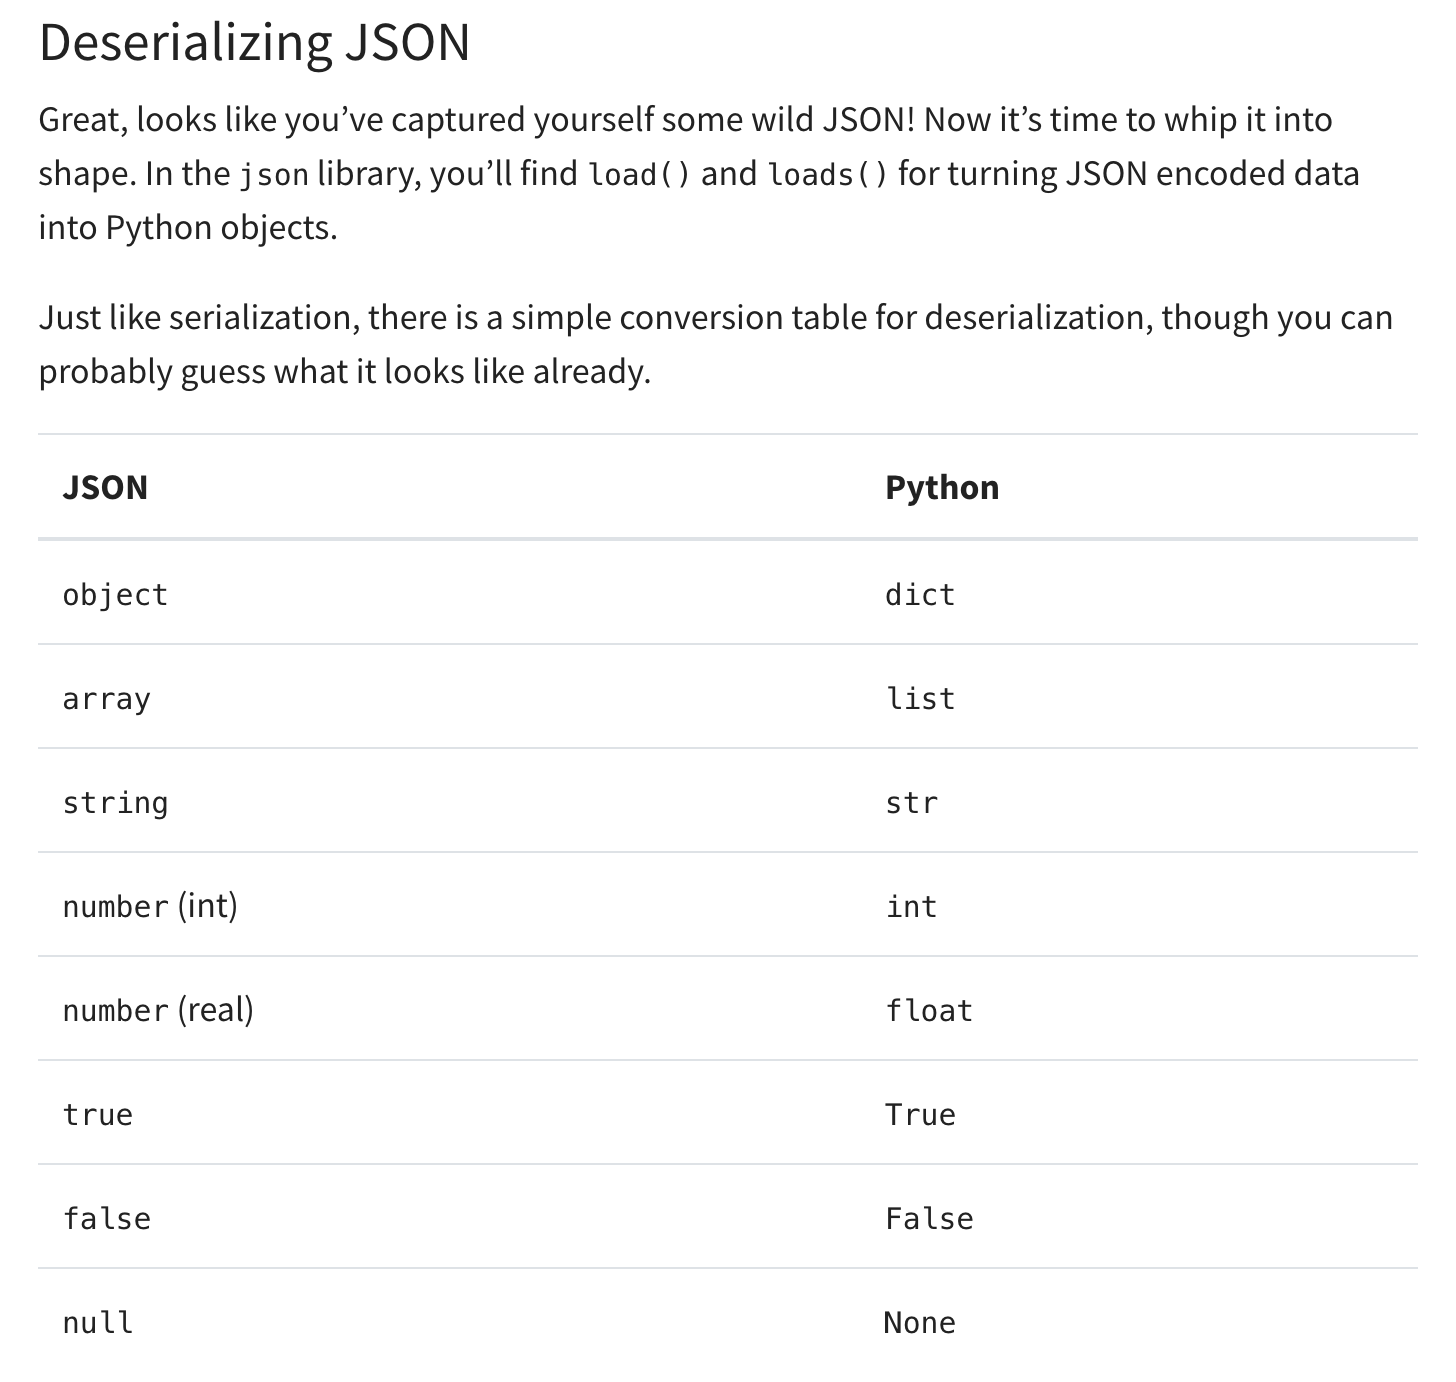 Deserializing JSON
Great, looks like you’ve captured yourself some wild JSON! Now it’s time to whip it into
shape. In the json library, you’ll find load() and loads() for turning JSON encoded data
into Python objects.
Just like serialization, there is a simple conversion table for deserialization, though you can
probably guess what it looks like already.
JSON Python
object dict
array list
string str
number (int) int
number (real) float
true True
false False
null None